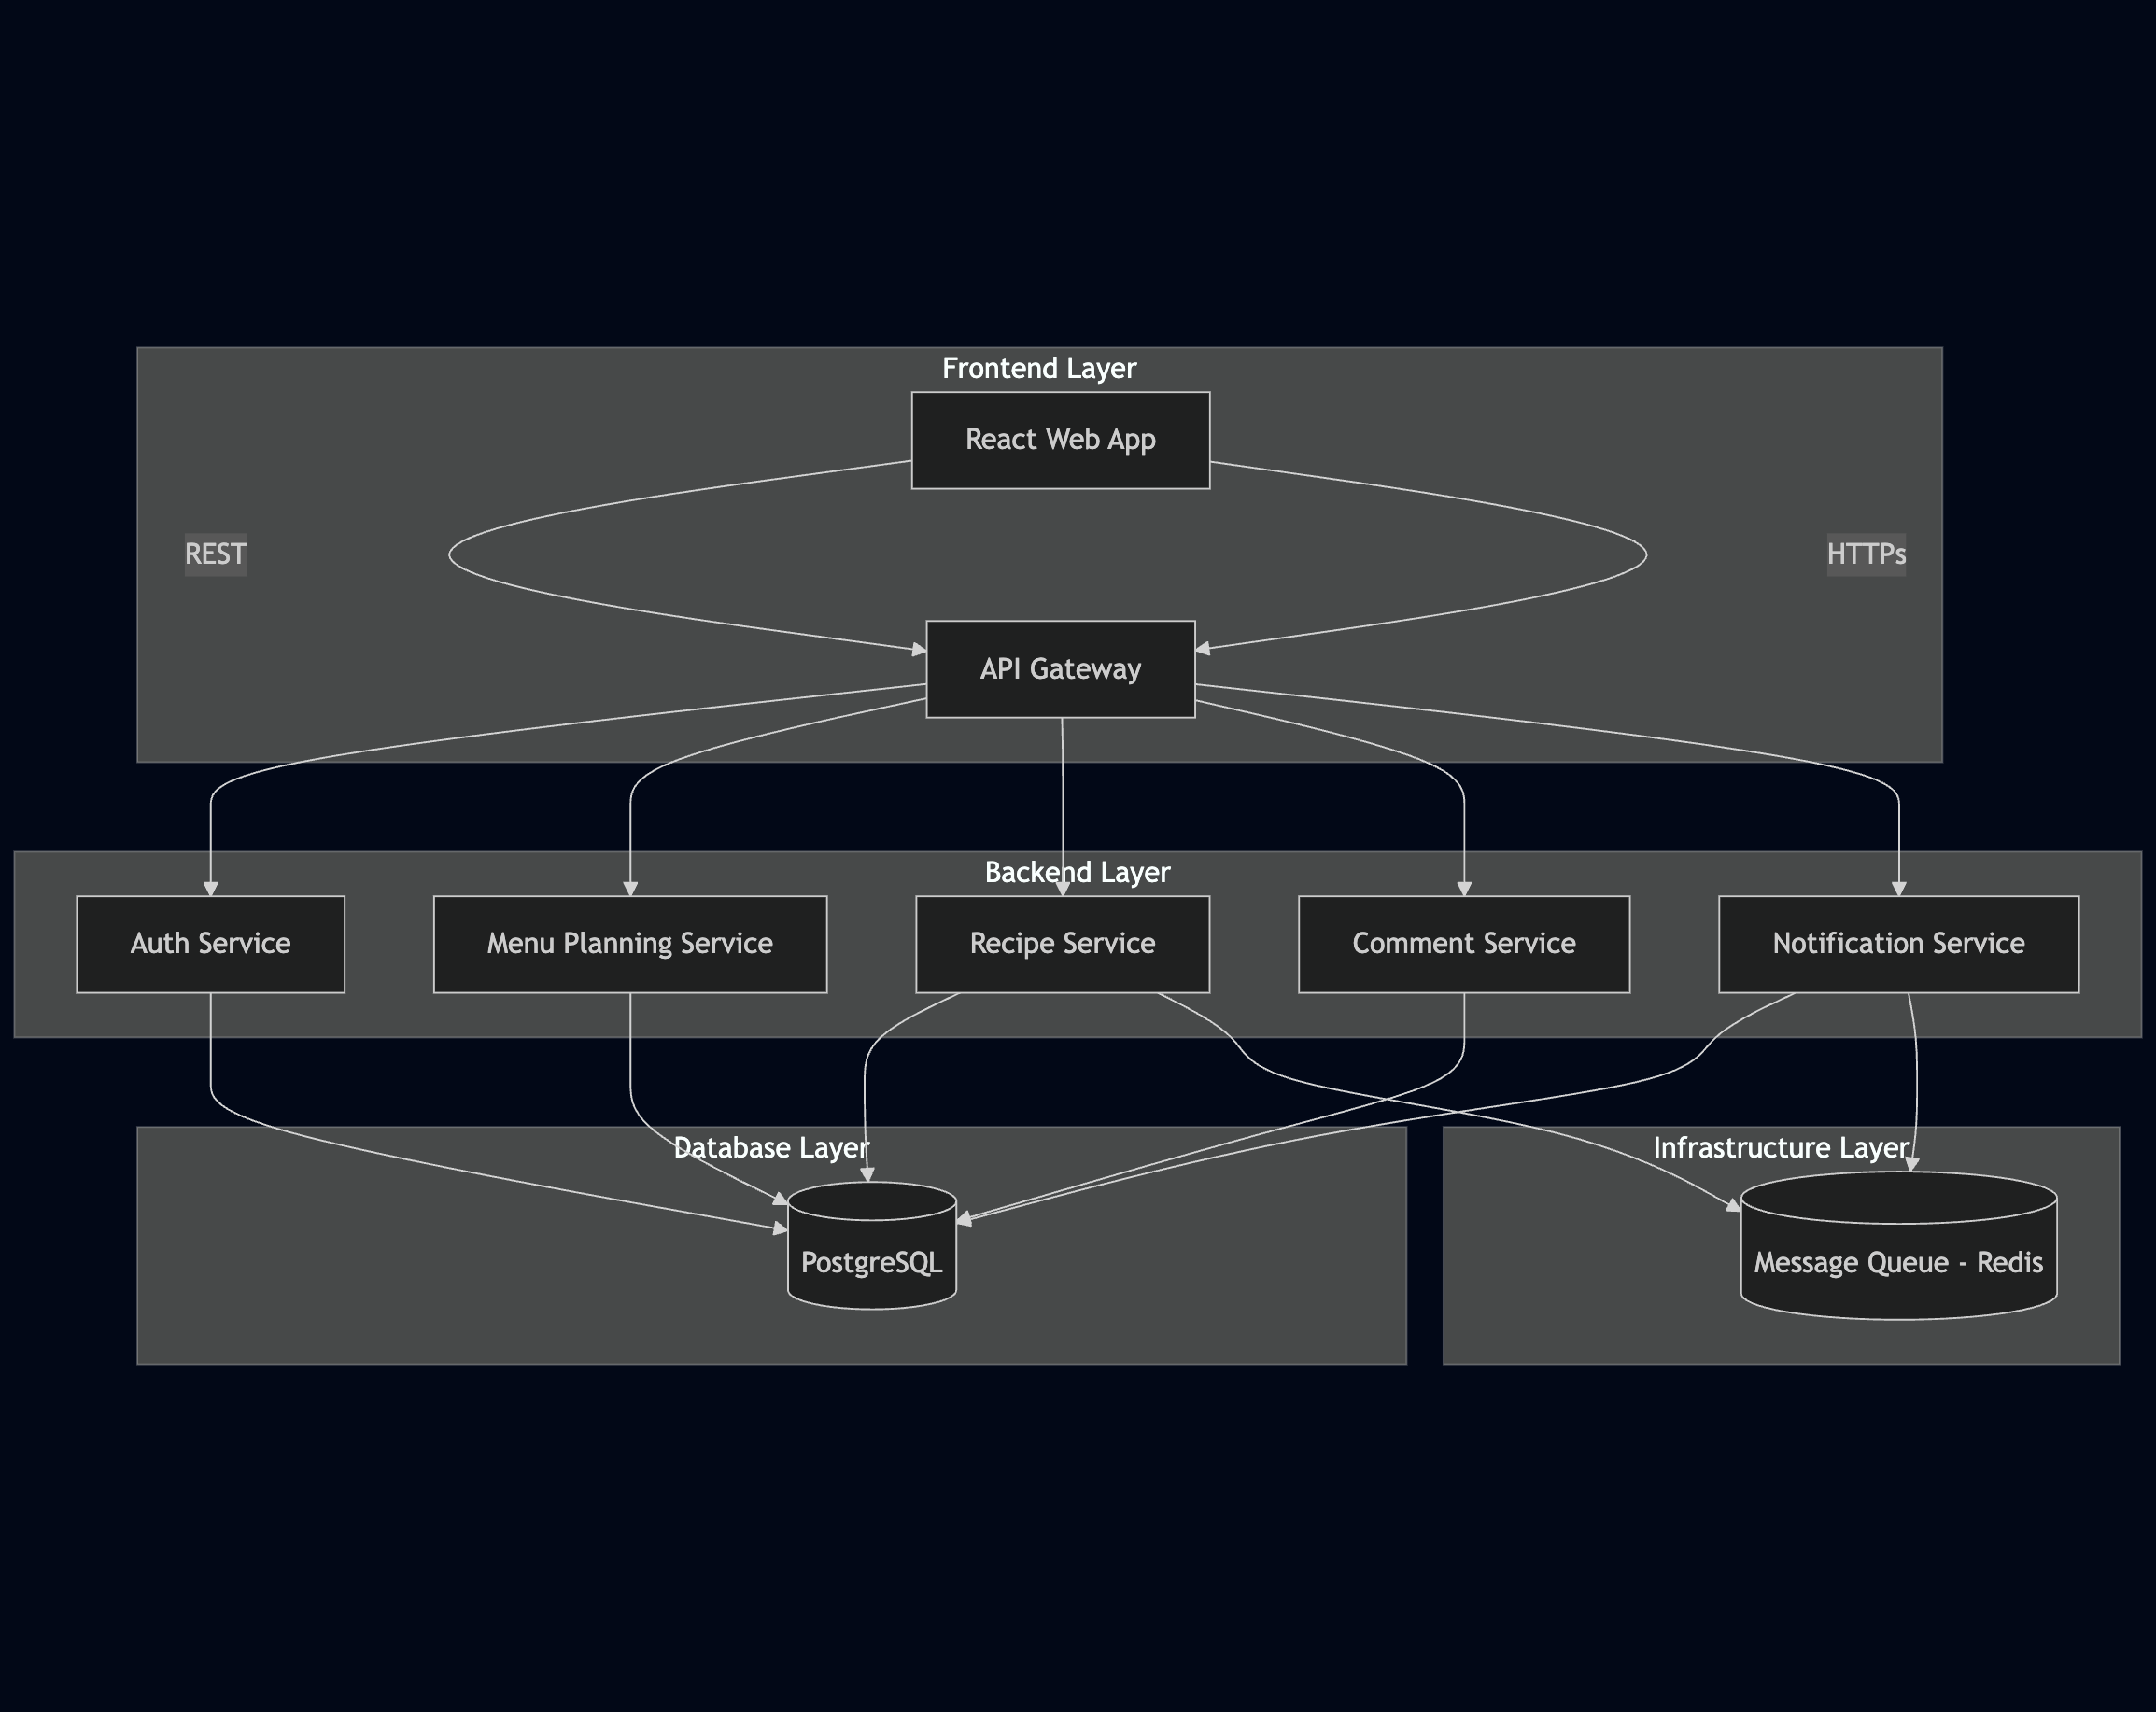 Frontend Layer
React Web App
REST
HTTPs
API Gateway
Backend Layer
Auth Service
Menu Planning Service
Recipe Service
Comment Service
Notification Service
Database Layer
Infrastructure Layer
PostgreSQL
Message Queue - Redis